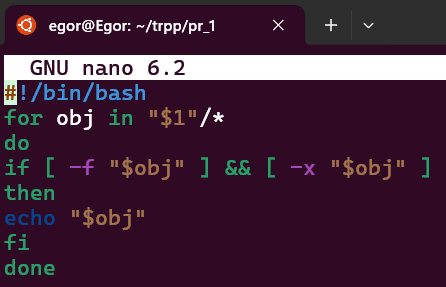 egor@Egor: ~/trpp/pr_1
GNU nano 6.2
#!/bin/bash
for obj in "$1"/*
do
if [ -f "$obj" ] && [ -x "$obj" ]
then
echo "$obj"
fi
done